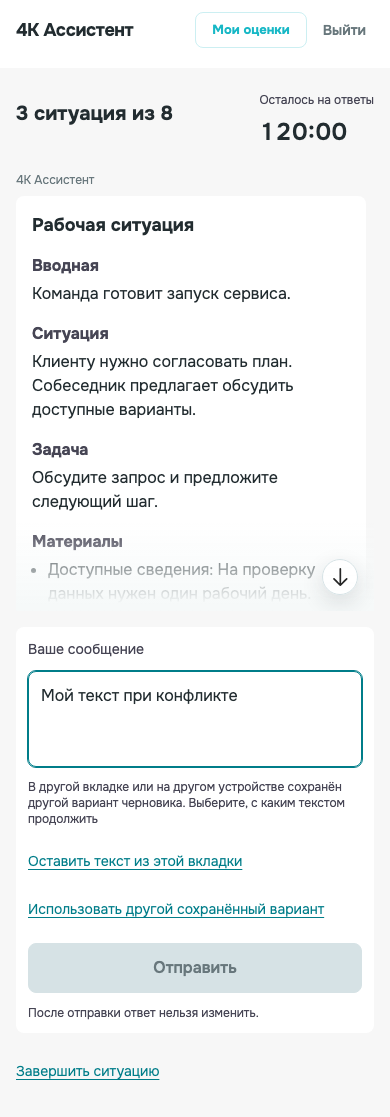 4К Ассистент
Мои оценки
Выйти
3 ситуация из 8
Осталось на ответы
120:00
4К Ассистент
Рабочая ситуация
Вводная
Команда готовит запуск сервиса.
Ситуация
Клиенту нужно согласовать план.
Собеседник предлагает обсудить
доступные варианты.
Задача
Обсудите запрос и предложите
следующий шаг.
Материалы
• Доступные сведения: На проверку
данных нужен один рабочий день.
Ваше сообщение
Мой текст при конфликте
В другой вкладке или на другом устройстве сохранён
другой вариант черновика. Выберите, с каким текстом
продолжить
Оставить текст из этой вкладки
Использовать другой сохранённый вариант
Отправить
После отправки ответ нельзя изменить.
Завершить ситуацию